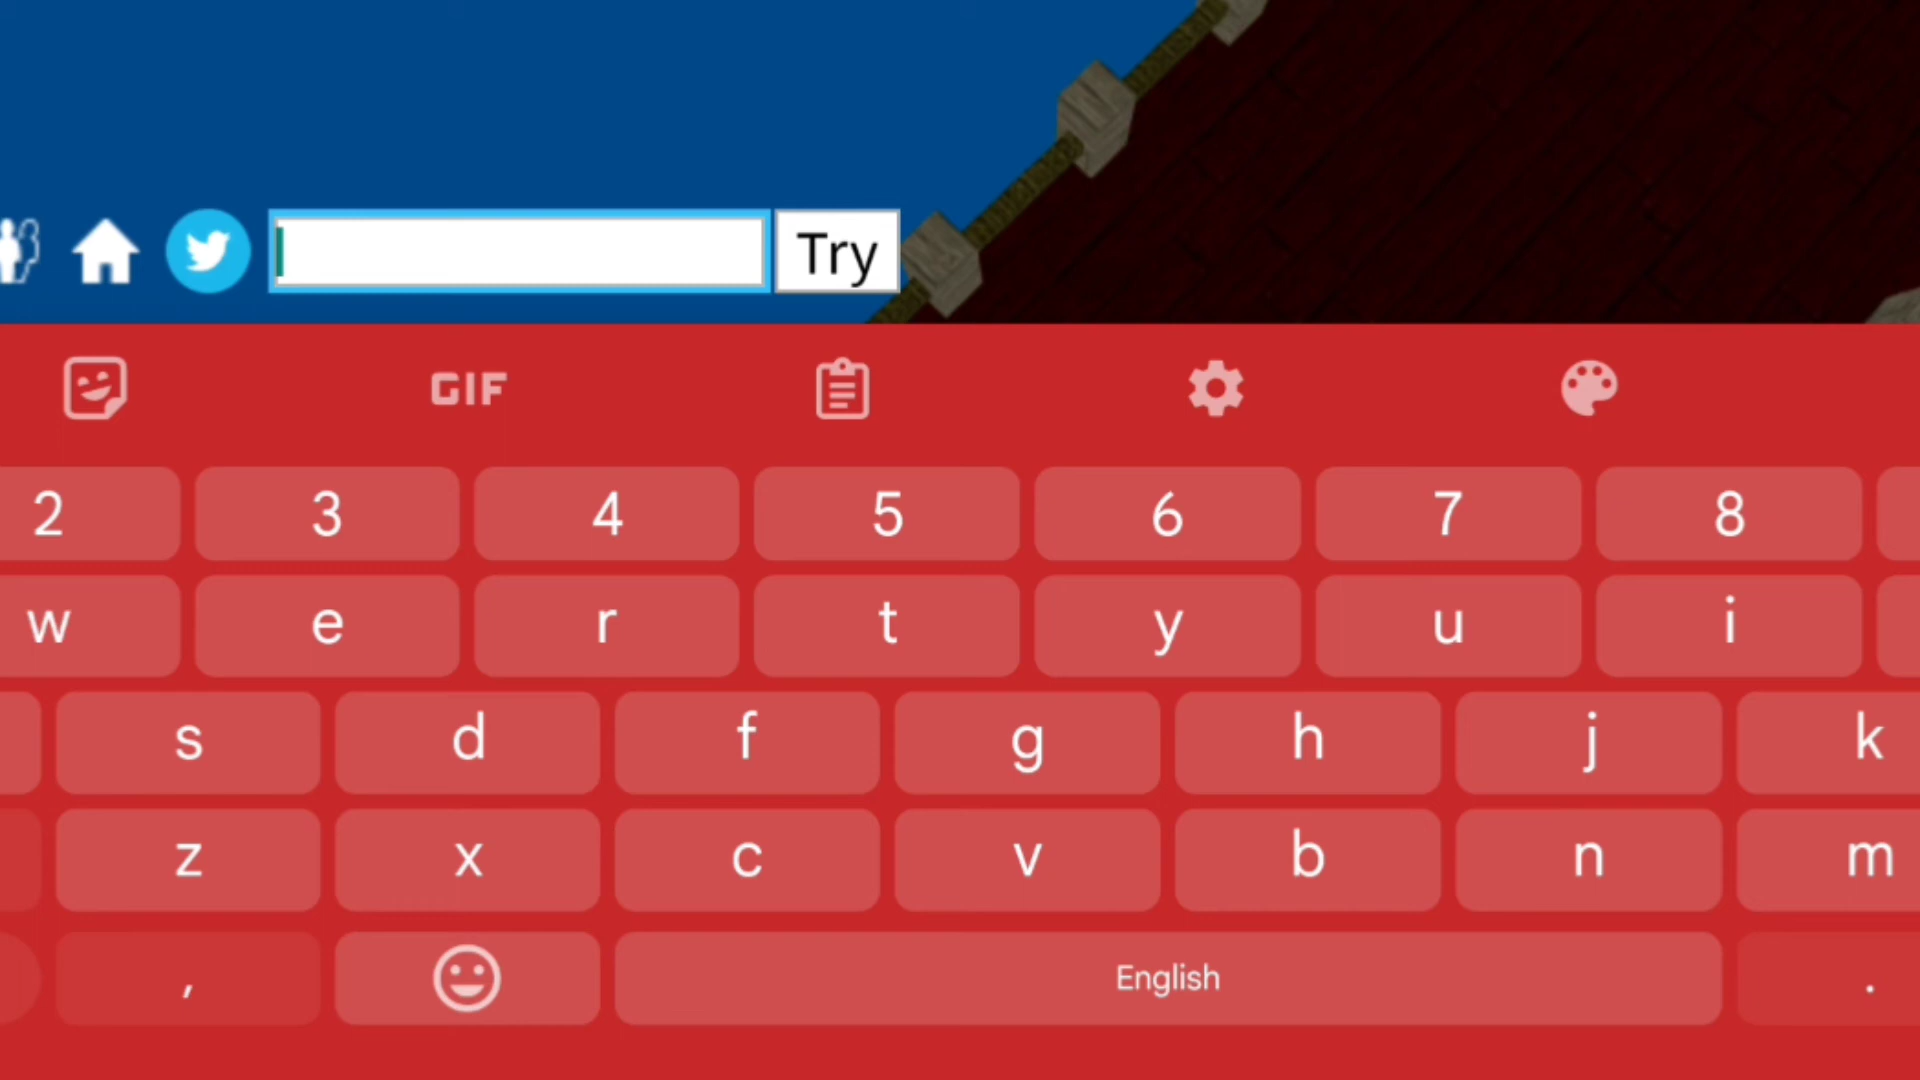 Try
GIF
2 3 4 5 6 7 8
w e r t y u i
s d f g h j k
z x c v b n m
, English .